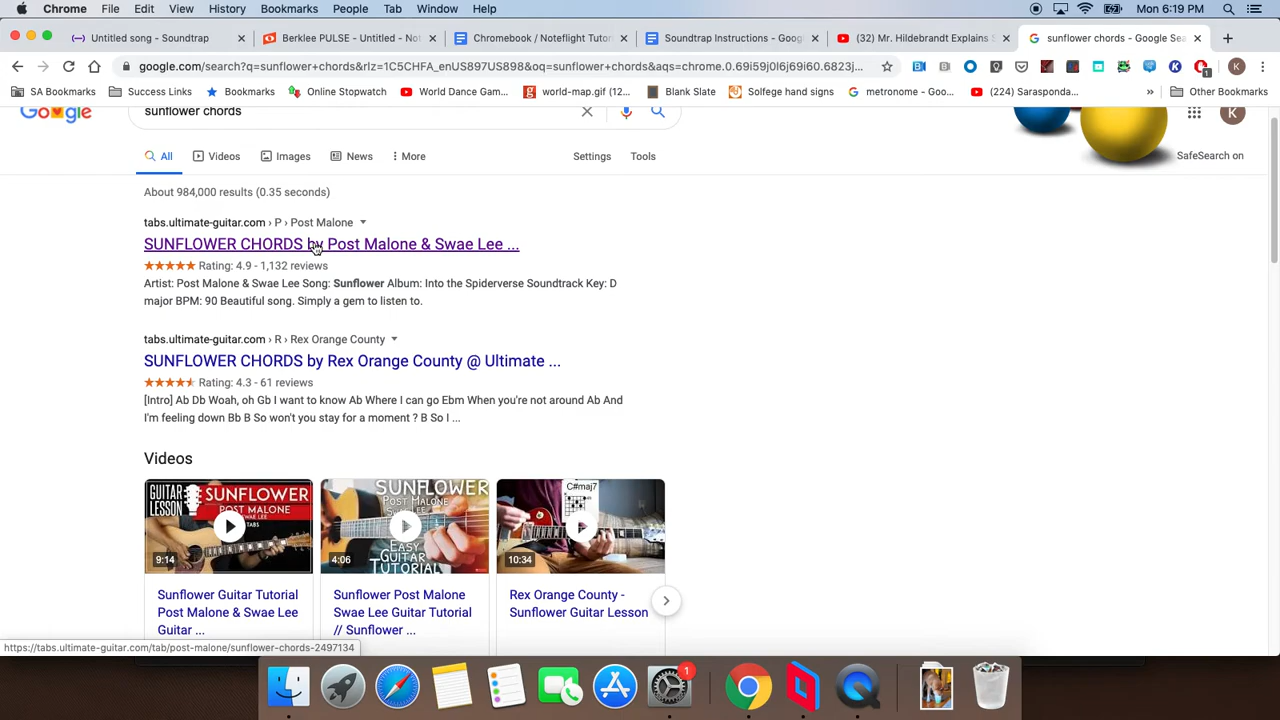 Chrome File Edit View History Bookmarks People Tab Window Help Mon 6:19 PM
Untitled song - Soundtrap × Berklee PULSE - Untitled - Not × Chromebook / Noteflight Tutori × Soundtrap Instructions - Googl × (32) Mr. Hildebrandt Explains S × sunflower chords - Google Sea ×
google.com/search?q=sunflower+chords&rlz=1C5CHFA_enUS897US898&oq=sunflower+chords&aqs=chrome.0.69i59j0l6j69i60.6823j... K
SA Bookmarks Success Links Bookmarks Online Stopwatch World Dance Gam... world-map.gif (12... Blank Slate Solfege hand signs metronome - Goo... (224) Sarasponda... » Other Bookmarks
Google sunflower chords K
All Videos Images News More Settings Tools SafeSearch on
About 984,000 results (0.35 seconds)
tabs.ultimate-guitar.com › P › Post Malone
SUNFLOWER CHORDS by Post Malone & Swae Lee ...
Rating: 4.9 - 1,132 reviews
Artist: Post Malone & Swae Lee Song: Sunflower Album: Into the Spiderverse Soundtrack Key: D
major BPM: 90 Beautiful song. Simply a gem to listen to.
tabs.ultimate-guitar.com › R › Rex Orange County
SUNFLOWER CHORDS by Rex Orange County @ Ultimate ...
Rating: 4.3 - 61 reviews
[Intro] Ab Db Woah, oh Gb I want to know Ab Where I can go Ebm When you're not around Ab And
I'm feeling down Bb B So won't you stay for a moment ? B So I ...
Videos
GUITAR LESSON SUNFLOWER POST MALONE SWAE LEE TABS 9:14
SUNFLOWER POST MALONE SWAE LEE EASY GUITAR TUTORIAL 4:06
C#maj7 10:34
Sunflower Guitar Tutorial
Post Malone & Swae Lee
Guitar ...
Sunflower Post Malone
Swae Lee Guitar Tutorial
// Sunflower ...
Rex Orange County -
Sunflower Guitar Lesson
https://tabs.ultimate-guitar.com/tab/post-malone/sunflower-chords-2497134
1